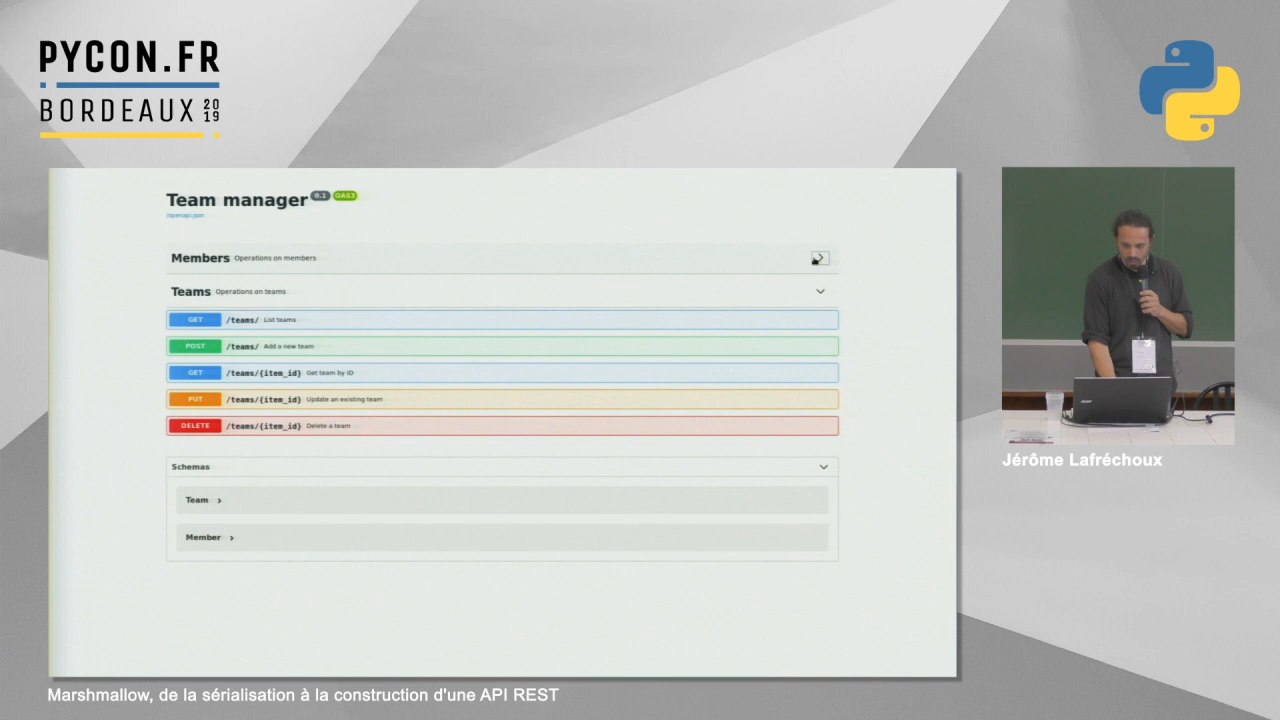 PYCON.FR
BORDEAUX 2019
Team manager 0.1 OAS3
/openapi.json
Members Operations on members
Teams Operations on teams
GET /teams/ List teams
POST /teams/ Add a new team
GET /teams/{item_id} Get team by ID
PUT /teams/{item_id} Update an existing team
DELETE /teams/{item_id} Delete a team
Schemas
Team
Member
acer
Jérôme Lafréchoux
Marshmallow, de la sérialisation à la construction d'une API REST